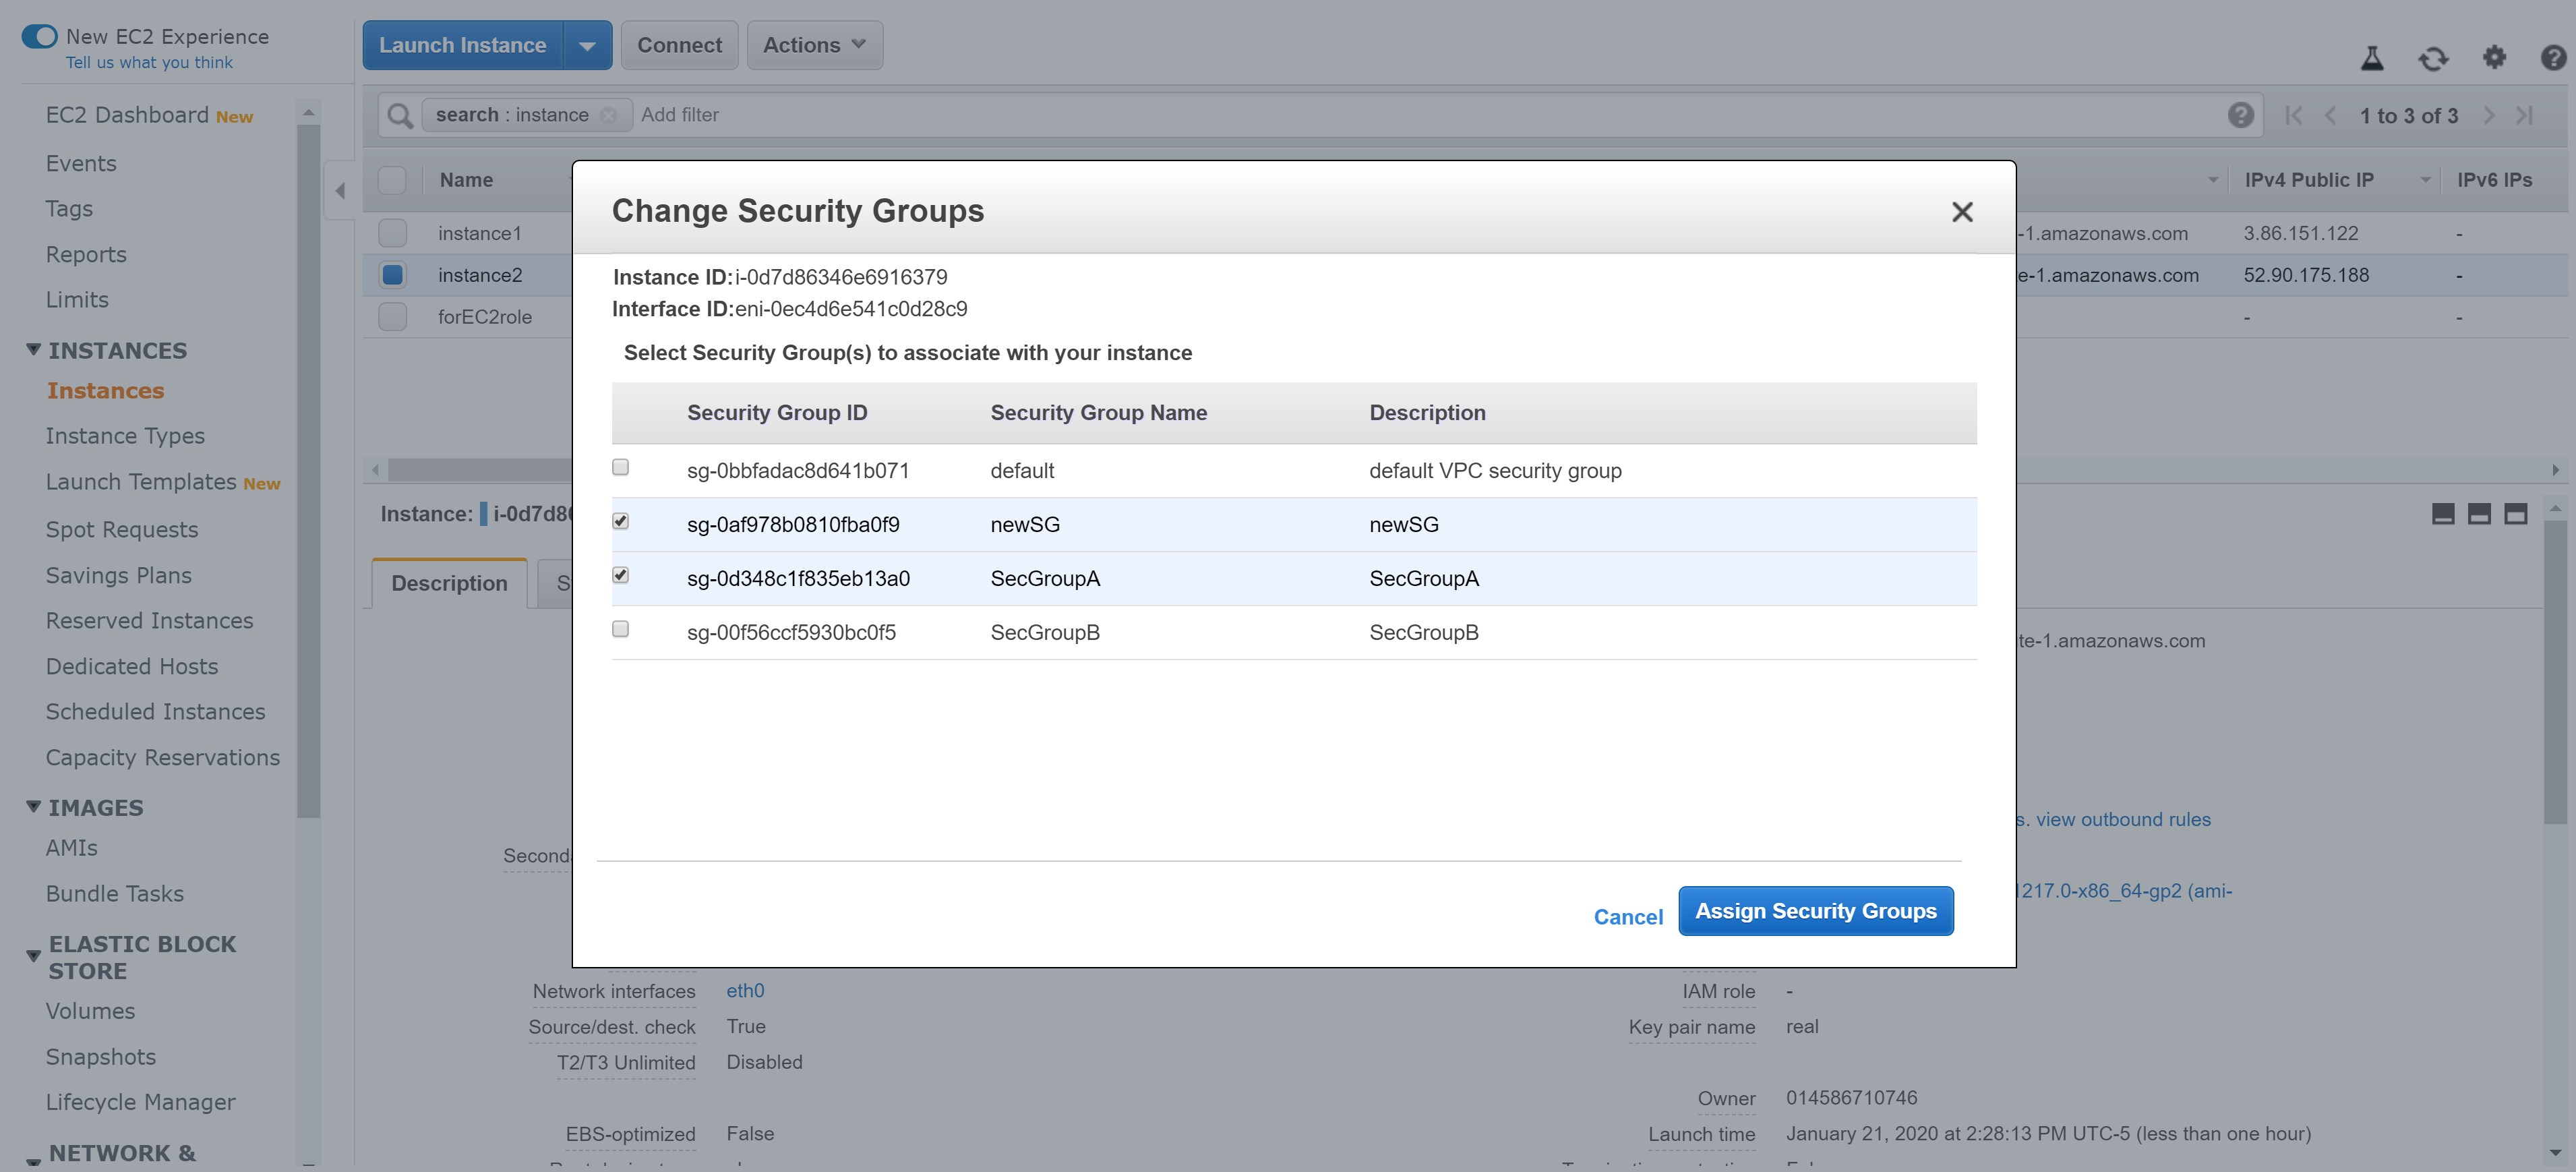 New EC2 Experience
Tell us what you think
EC2 Dashboard New
Events
Tags
Reports
Limits
INSTANCES
Instances
Instance Types
Launch Templates New
Spot Requests
Savings Plans
Reserved Instances
Dedicated Hosts
Scheduled Instances
Capacity Reservations
IMAGES
AMIs
Bundle Tasks
ELASTIC BLOCK
STORE
Volumes
Snapshots
Lifecycle Manager
NETWORK &
Launch Instance Connect Actions
search : instance Add filter 1 to 3 of 3
Name IPv4 Public IP IPv6 IPs
instance1 -1.amazonaws.com 3.86.151.122 -
instance2 e-1.amazonaws.com 52.90.175.188 -
forEC2role - -
Change Security Groups
Instance ID:i-0d7d86346e6916379
Interface ID:eni-0ec4d6e541c0d28c9
Select Security Group(s) to associate with your instance
Security Group ID Security Group Name Description
sg-0bbfadac8d641b071 default default VPC security group
sg-0af978b0810fba0f9 newSG newSG
sg-0d348c1f835eb13a0 SecGroupA SecGroupA
sg-00f56ccf5930bc0f5 SecGroupB SecGroupB
Cancel Assign Security Groups
Instance: i-0d7d8
Description S
te-1.amazonaws.com
s. view outbound rules
Seconda
1217.0-x86_64-gp2 (ami-
Network interfaces eth0 IAM role -
Source/dest. check True Key pair name real
T2/T3 Unlimited Disabled
Owner 014586710746
EBS-optimized False Launch time January 21, 2020 at 2:28:13 PM UTC-5 (less than one hour)